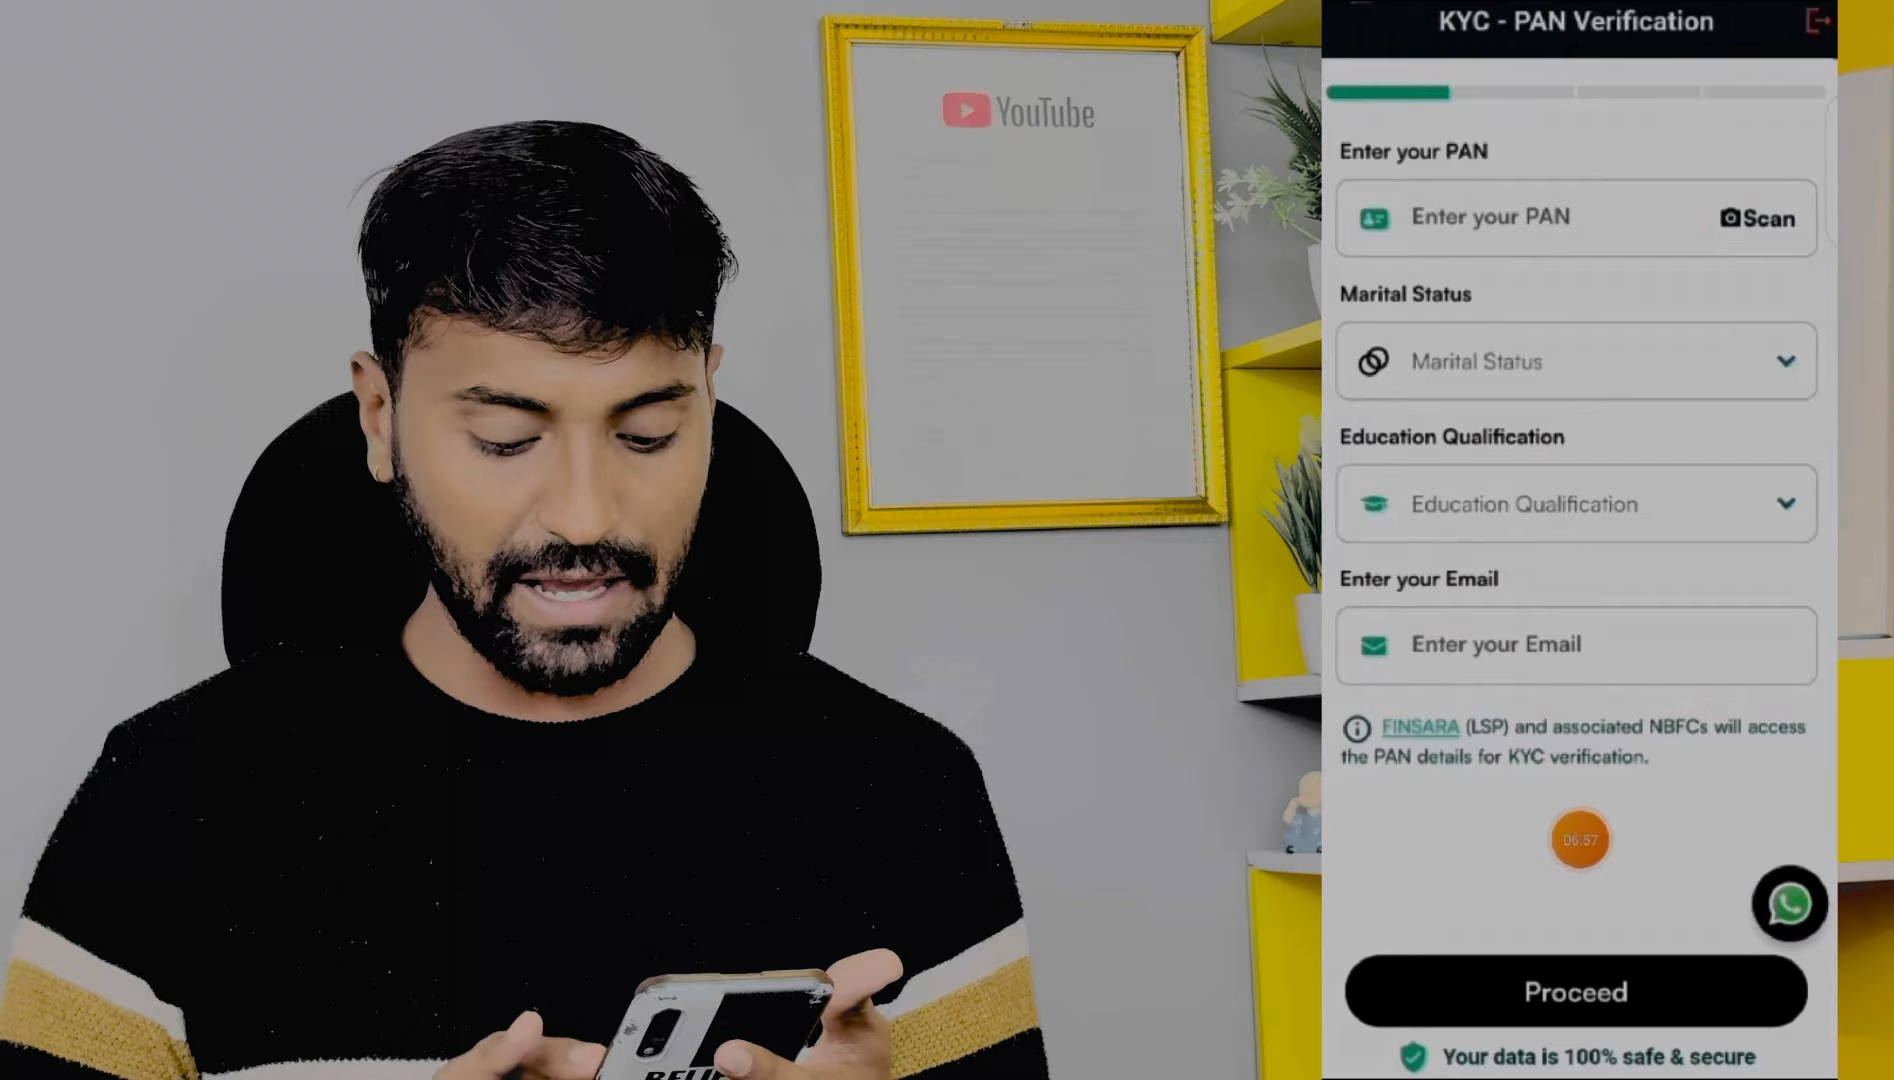 YouTube
KYC - PAN Verification
Enter your PAN
Enter your PAN
Scan
Marital Status
Marital Status
Education Qualification
Education Qualification
Enter your Email
Enter your Email
FINSARA (LSP) and associated NBFCs will access
the PAN details for KYC verification.
06:57
Proceed
Your data is 100% safe & secure